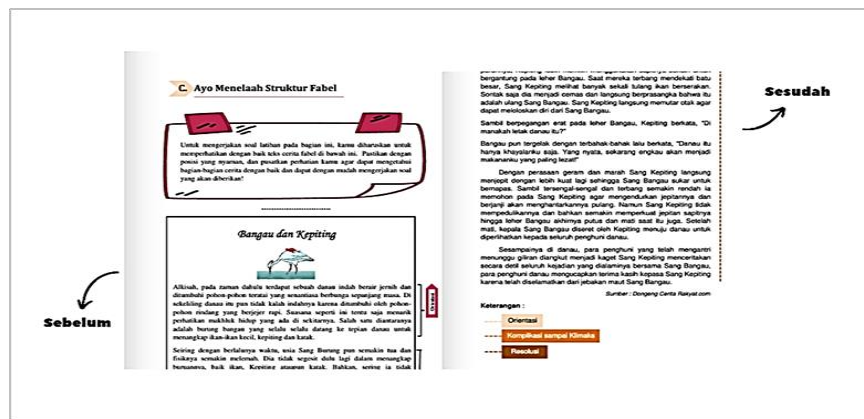 C. Ayo Menelaah Struktur Fabel
Untuk mengerjakan soal latihan pada bagian ini, kamu diharuskan untuk
memperhatikan dengan baik teks cerita fabel di bawah ini. Pastikan dengan
posisi yang nyaman, dan pusatkan perhatian kamu agar dapat mengetahui
bagian-bagian cerita dengan baik dan dapat dengan mudah mengerjakan soal
yang akan diberikan!
Bangau dan Kepiting
Alkisah, pada zaman dahulu terdapat sebuah danau indah berair jernih dan
ditumbuhi pohon-pohon teratai yang senantiasa berbunga sepanjang masa. Di
sekeliling danau itu pun tidak kalah indahnya karena ditumbuhi oleh pohon-
pohon rindang yang berjejer rapi. Suasana seperti ini tentu saja menarik
perhatikan makhluk hidup yang ada di sekitarnya. Salah satu diantaranya
adalah burung bangau yang selalu selalu datang ke tepian danau untuk
menangkap ikan-ikan kecil, kepiting dan katak.
Seiring dengan berlalunya waktu, usia Sang Burung pun semakin tua dan
fisiknya semakin melemah. Dia tidak segesit dulu lagi dalam menangkap
buruannya, baik ikan, Kepiting ataupun katak. Bahkan, sering ia tidak
Sebelum
bergantung pada leher Bangau. Saat mereka terbang mendekati batu
besar, Sang Kepiting melihat banyak sekali tulang ikan berserakan.
Sontak saja dia menjadi cemas dan langsung berprasangka bahwa itu
adalah ulang Sang Bangau. Sang Kepiting langsung memutar otak agar
dapat meloloskan diri dari Sang Bangau.
Sambil berpegangan erat pada leher Bangau, Kepiting berkata, "Di
manakah letak danau itu?"
Bangau pun tergelak dengan terbahak-bahak lalu berkata, "Danau itu
hanya khayalanku saja. Yang nyata, sekarang engkau akan menjadi
makananku yang paling lezat!"
Dengan perasaan geram dan marah Sang Kepiting langsung
menjepit dengan lebih kuat lagi sehingga Sang Bangau sukar untuk
bernapas. Sambil tersengal-sengal dan terbang semakin rendah ia
memohon pada Sang Kepiting agar mengendurkan jepitannya dan
berjanji akan menghantarkannya pulang. Namun Sang Kepiting tidak
mempedulikannya dan bahkan semakin memperkuat jepitan sapitnya
hingga leher Bangau akhirnya putus dan mati saat itu juga. Setelah
mati, kepala Sang Bangau diseret oleh Kepiting menuju danau untuk
diperlihatkan kepada seluruh penghuni danau.
Sesampainya di danau, para penghuni yang telah mengantri
menunggu giliran diangkut menjadi kaget Sang Kepiting menceritakan
secara detil seluruh kejadian yang dialaminya bersama Sang Bangau,
para penghuni danau mengucapkan terima kasih kepasa Sang Kepiting
karena telah diselamatkan dari jebakan maut Sang Bangau.
Sumber : Dongeng Cerita Rakyat.com
Keterangan :
Orientasi
Komplikasi sampai Klimaks
Resolusi
Sesudah